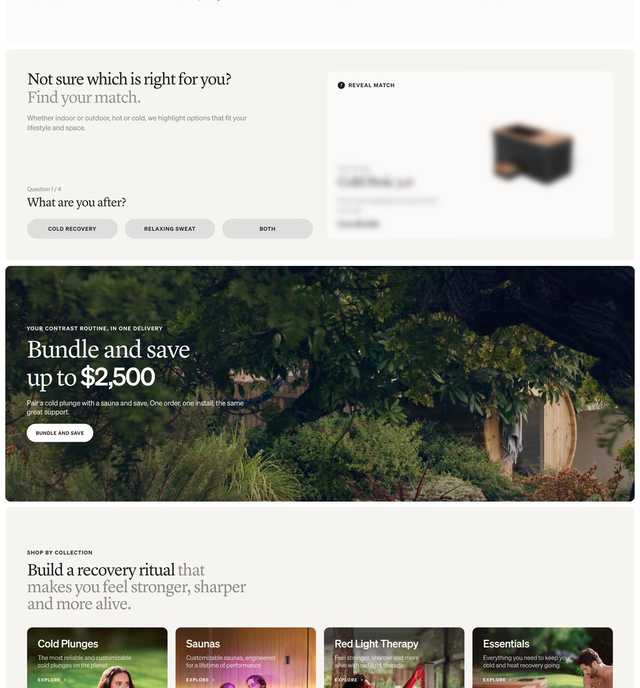 Not sure which is right for you?
Find your match.
Whether indoor or outdoor, hot or cold, we highlight options that fit your
lifestyle and space.
Question 1 / 4
What are you after?
COLD RECOVERY
RELAXING SWEAT
BOTH
? REVEAL MATCH
YOUR CONTRAST ROUTINE, IN ONE DELIVERY
Bundle and save
up to $2,500
Pair a cold plunge with a sauna and save. One order, one install, the same
great support.
BUNDLE AND SAVE
SHOP BY COLLECTION
Build a recovery ritual that
makes you feel stronger, sharper
and more alive.
Cold Plunges
The most reliable and customizable
cold plunges on the planet
EXPLORE
Saunas
Customizable saunas, engineered
for a lifetime of performance
EXPLORE
Red Light Therapy
Feel stronger, sharper and more
alive with red light therapy
EXPLORE
Essentials
Everything you need to keep your
cold and heat recovery going
EXPLORE